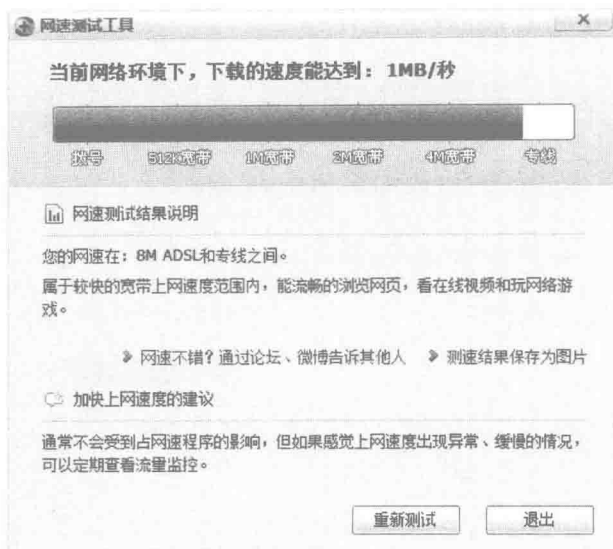 网速测试工具
当前网络环境下，下载的速度能达到：1MB/秒
拨号 512K宽带 1M宽带 2M宽带 4M宽带 专线
网速测试结果说明
您的网速在：8M ADSL和专线之间。
属于较快的宽带上网速度范围内，能流畅的浏览网页，看在线视频和玩网络游
戏。
网速不错？通过论坛、微博告诉其他人 测速结果保存为图片
加快上网速度的建议
通常不会受到占网速程序的影响，但如果感觉上网速度出现异常、缓慢的情况，
可以定期查看流量监控。
重新测试 退出